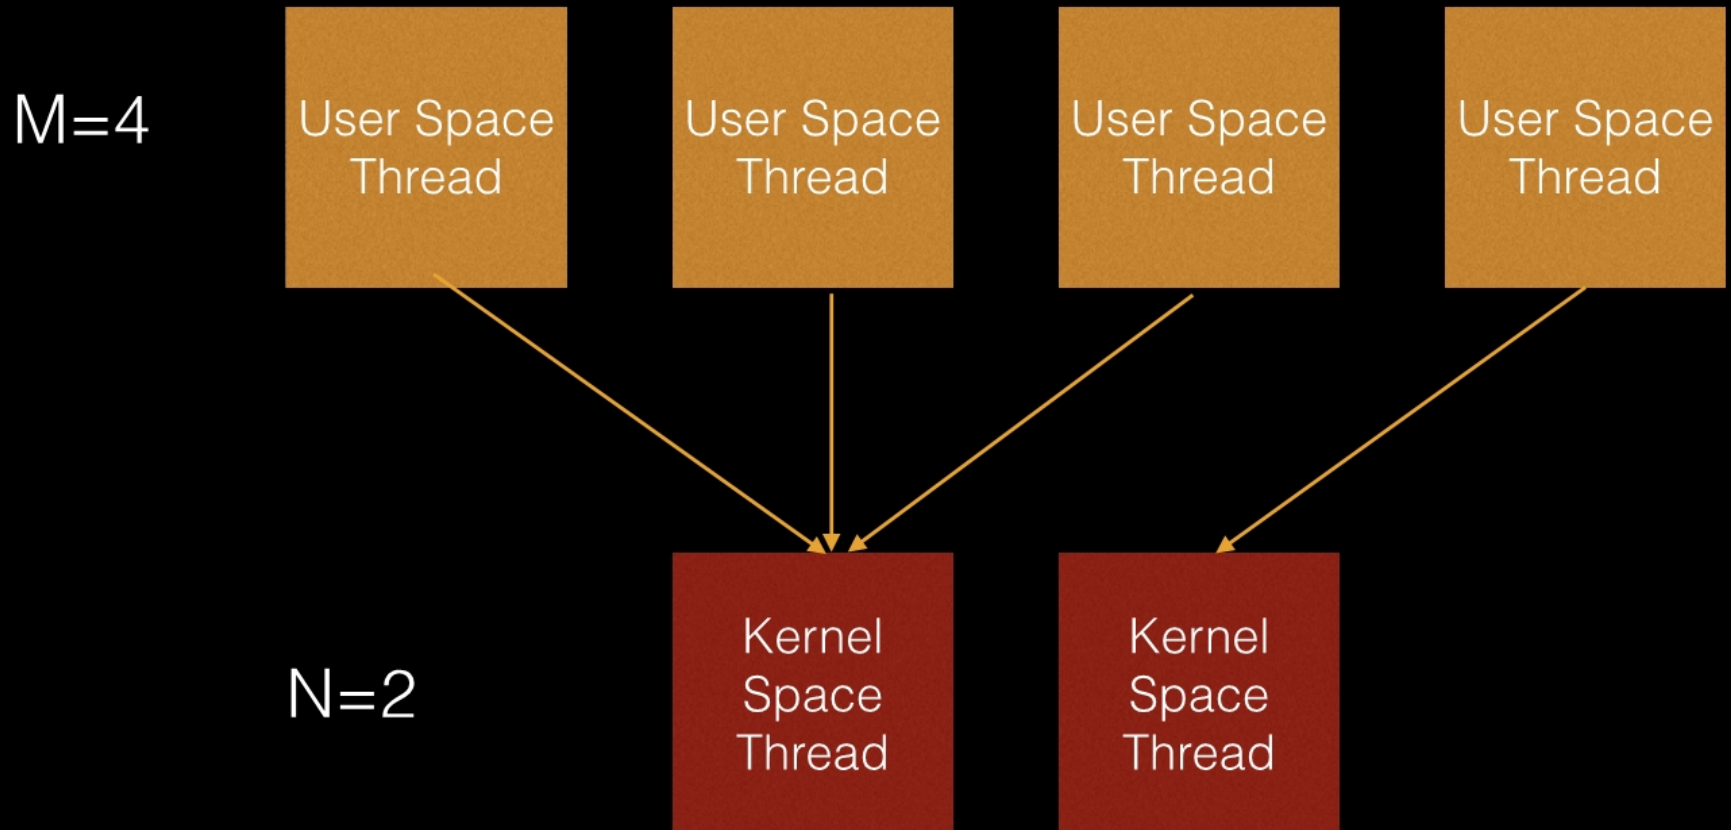 M=4
User Space
Thread
User Space
Thread
User Space
Thread
User Space
Thread
N=2
Kernel
Space
Thread
Kernel
Space
Thread